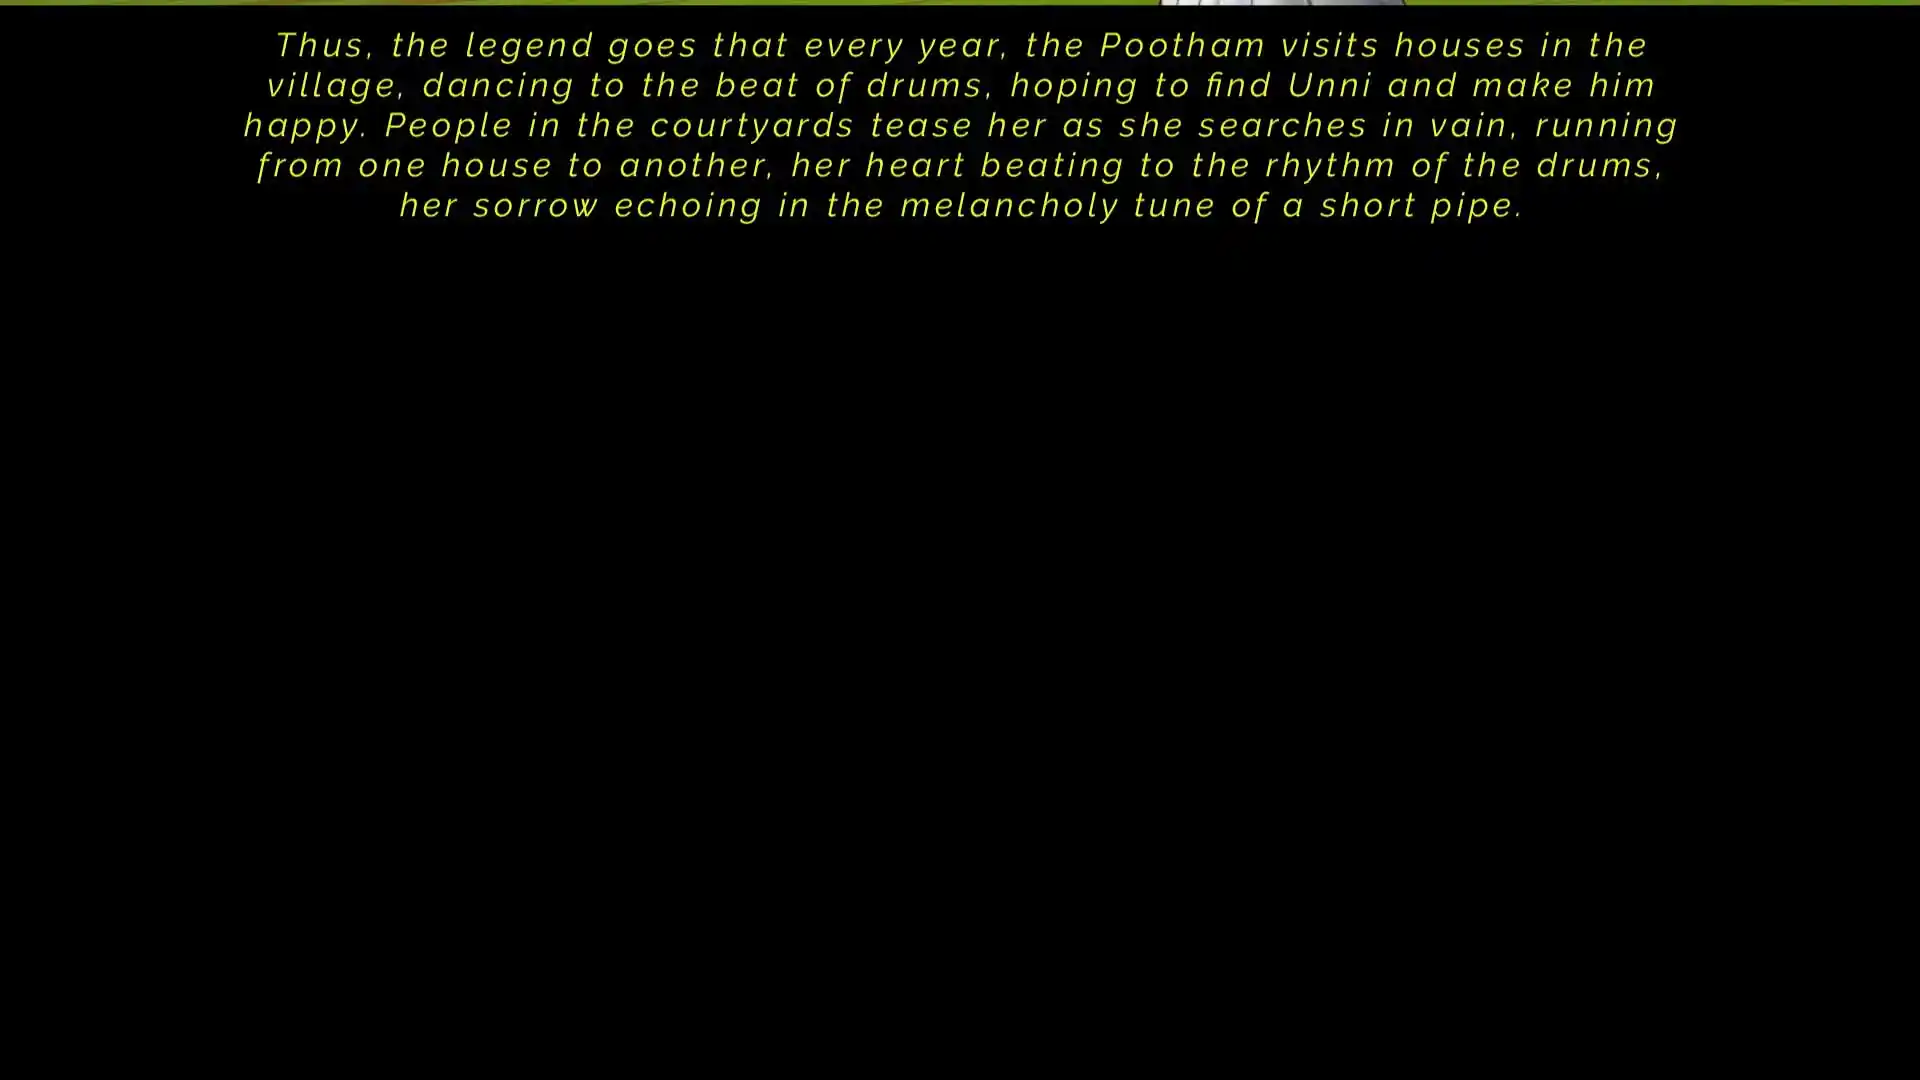 Thus, the legend goes that every year, the Pootham visits houses in the
village, dancing to the beat of drums, hoping to find Unni and make him
happy. People in the courtyards tease her as she searches in vain, running
from one house to another, her heart beating to the rhythm of the drums,
her sorrow echoing in the melancholy tune of a short pipe.